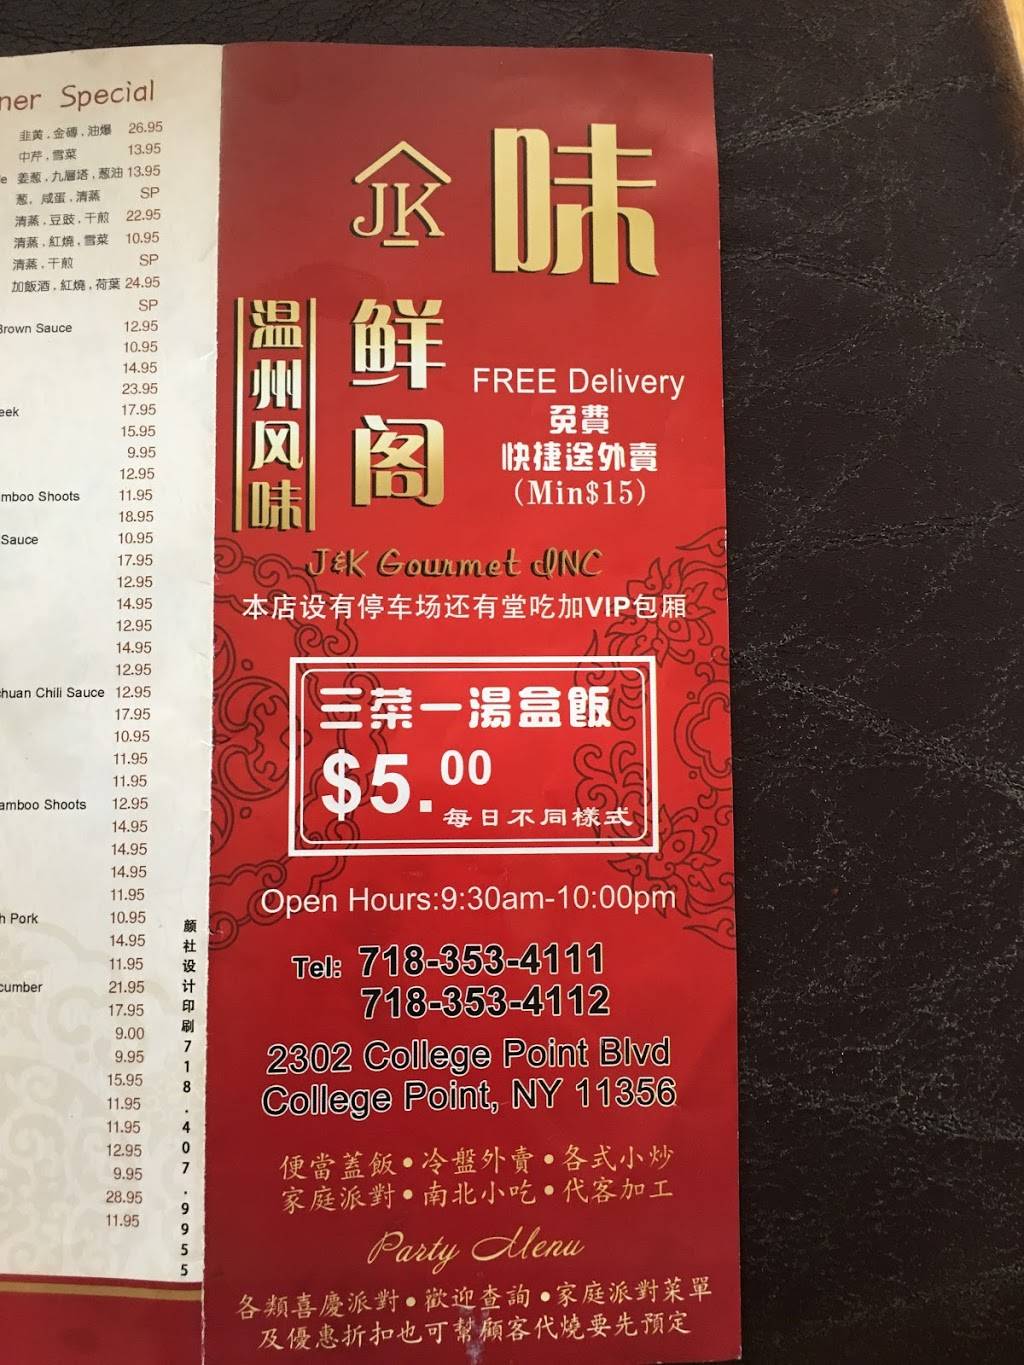 ner Special
韭黄.金磚.油爆 26.95
中芹.雪菜 13.95
le 姜葱.九層塔.葱油 13.95
葱.咸蛋.清蒸 SP
清蒸.豆豉.干煎 22.95
清蒸.紅燒.雪菜 10.95
清蒸.干煎 SP
加飯酒.紅燒.荷葉 24.95
SP
Brown Sauce 12.95
10.95
14.95
23.95
eek 17.95
15.95
9.95
12.95
mboo Shoots 11.95
18.95
Sauce 10.95
17.95
12.95
14.95
12.95
14.95
12.95
chuan Chili Sauce 12.95
17.95
10.95
11.95
11.95
amboo Shoots 12.95
14.95
14.95
14.95
11.95
h Pork 10.95
14.95
11.95
cumber 21.95
17.95
9.00
9.95
15.95
11.95
11.95
12.95
9.95
28.95
11.95
颜社设计印刷718.407.9955
JK
味鲜阁
温州风味
FREE Delivery
免費
快捷送外賣
(Min$15)
J&K Gourmet INC
本店设有停车场还有堂吃加VIP包厢
三菜一湯盒飯
$5.00
每日不同樣式
Open Hours:9:30am-10:00pm
Tel: 718-353-4111
718-353-4112
2302 College Point Blvd
College Point, NY 11356
便當蓋飯•冷盤外賣•各式小炒
家庭派對•南北小吃•代客加工
Party Menu
各類喜慶派對•歡迎查詢•家庭派對菜單
及優惠折扣也可幫顧客代燒要先預定